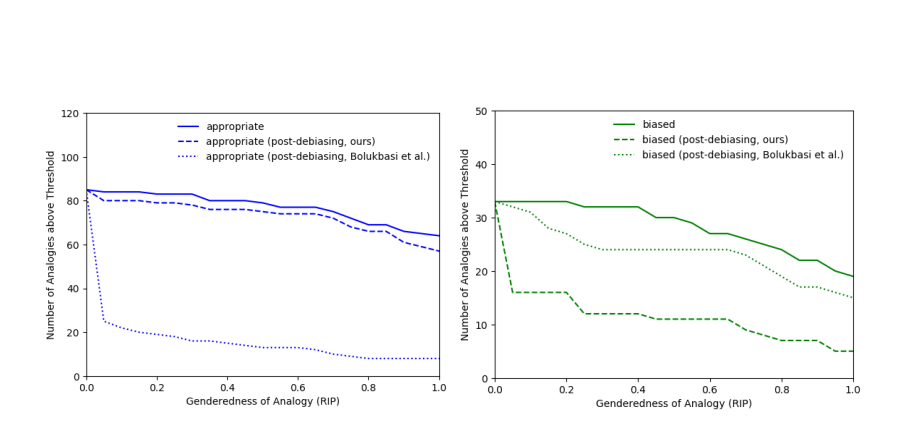 120
100
80
60
40
20
0
Number of Analogies above Threshold
appropriate
appropriate (post-debiasing, ours)
appropriate (post-debiasing, Bolukbasi et al.)
0.0 0.2 0.4 0.6 0.8 1.0
Genderedness of Analogy (RIP)
50
40
30
20
10
0
Number of Analogies above Threshold
biased
biased (post-debiasing, ours)
biased (post-debiasing, Bolukbasi et al.)
0.0 0.2 0.4 0.6 0.8 1.0
Genderedness of Analogy (RIP)